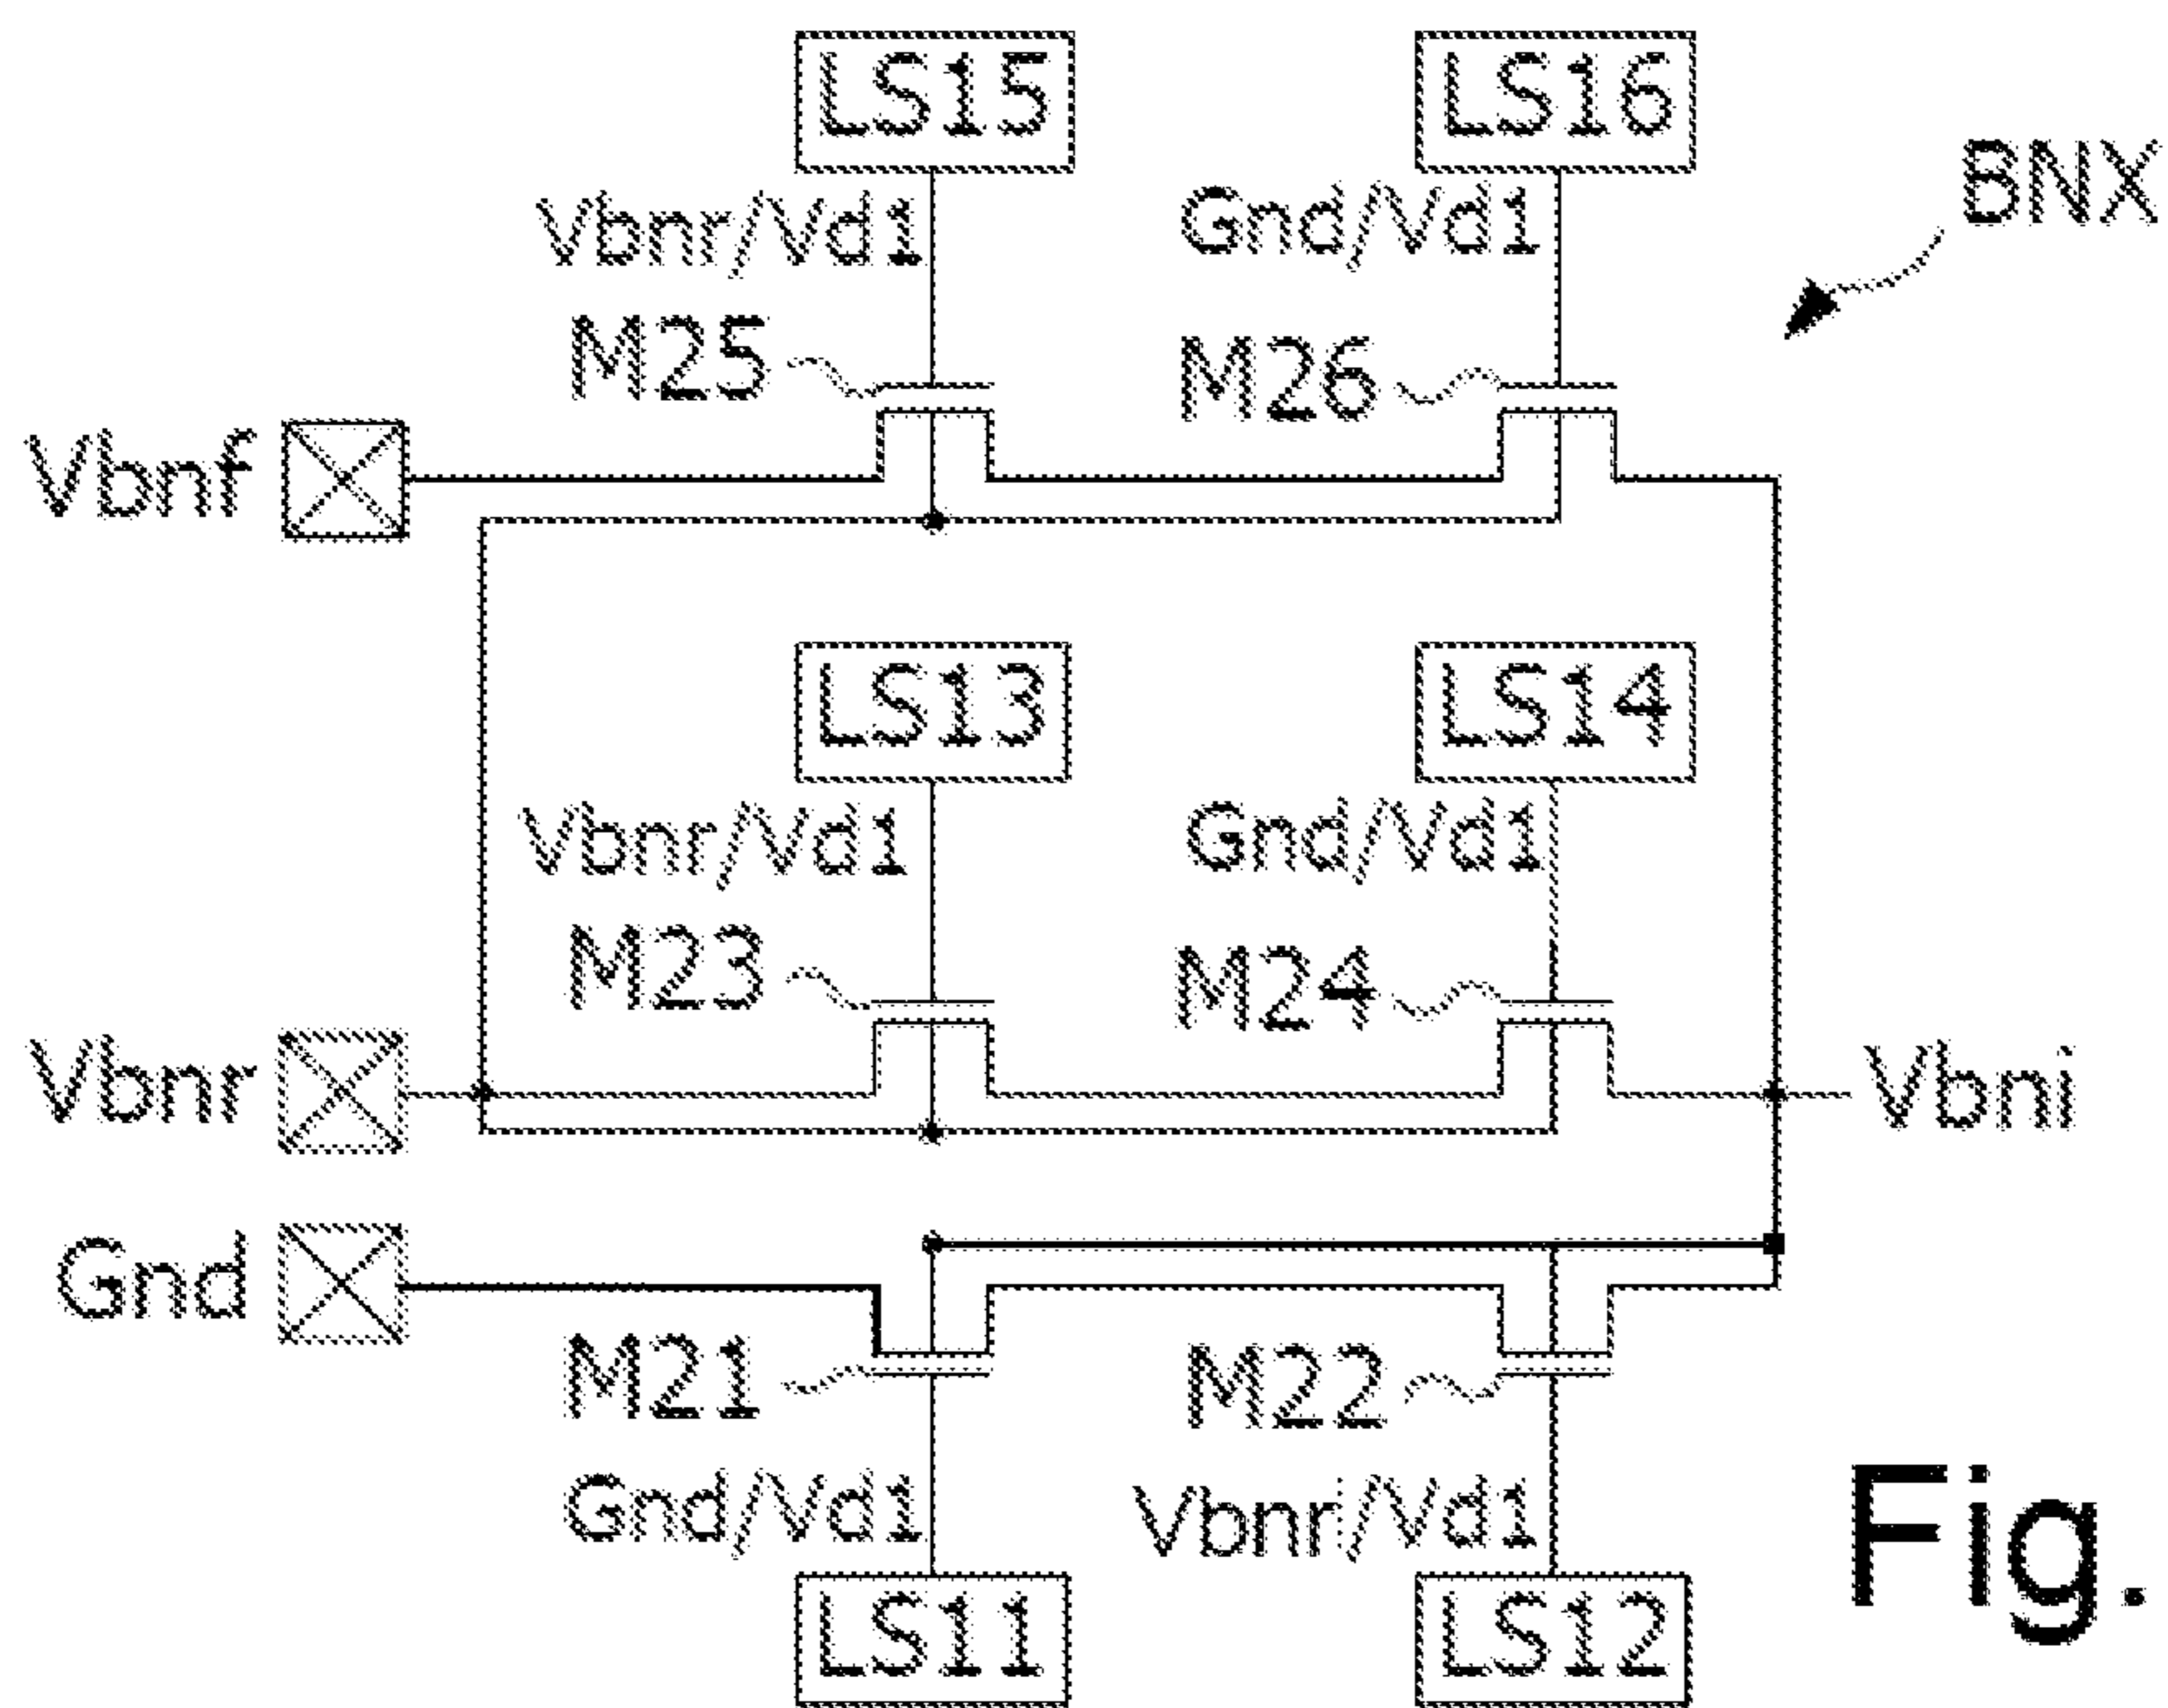 LS15
LS16
BNX
Vbnr/Vd1
Gnd/Vd1
M25
M26
Vbnf
LS13
LS14
Vbnr/Vd1
Gnd/Vd1
M23
M24
Vbnr
Vbni
Gnd
M21
M22
Gnd/Vd1
Vbnr/Vd1
Fig.
LS11
LS12